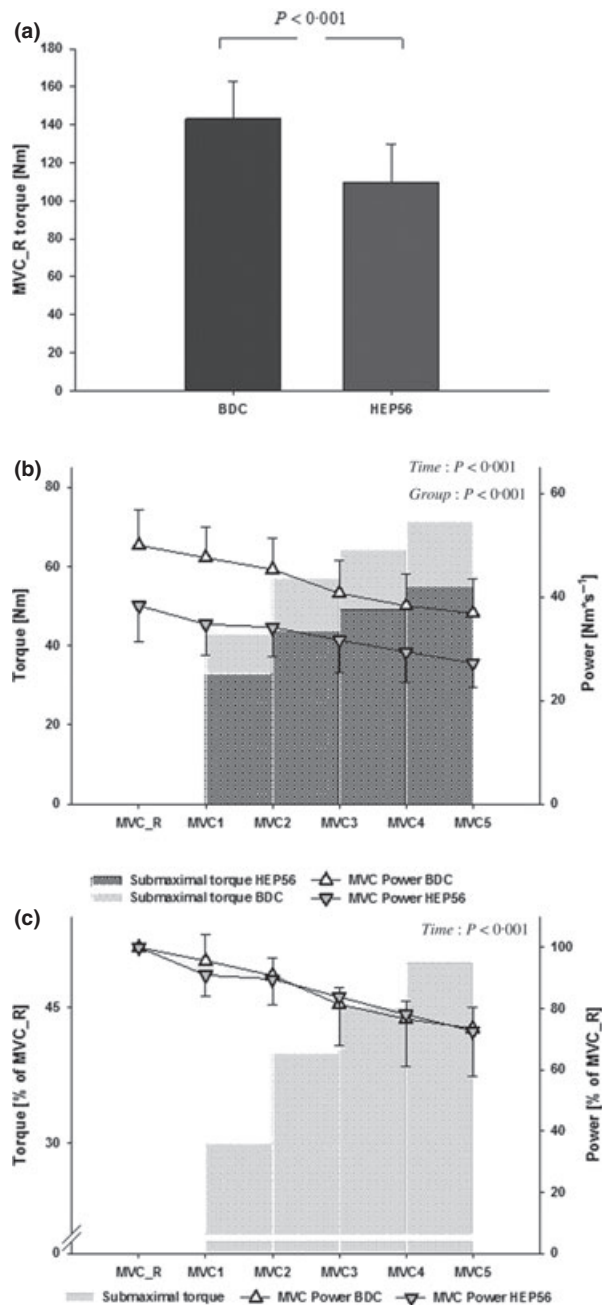 (a)
P < 0·001
MVC_R torque [Nm]
180
160
140
120
100
80
60
40
20
0
BDC HEP56
(b)
Time : P < 0·001
Group : P < 0·001
Torque [Nm]
80
60
40
20
0
Power [Nm*s⁻¹]
60
40
20
0
MVC_R MVC1 MVC2 MVC3 MVC4 MVC5
Submaximal torque HEP56 MVC Power BDC
Submaximal torque BDC MVC Power HEP56
(c)
Time : P < 0·001
Torque [% of MVC_R]
45
30
0
Power [% of MVC_R]
100
80
60
40
20
0
MVC_R MVC1 MVC2 MVC3 MVC4 MVC5
Submaximal torque MVC Power BDC MVC Power HEP56